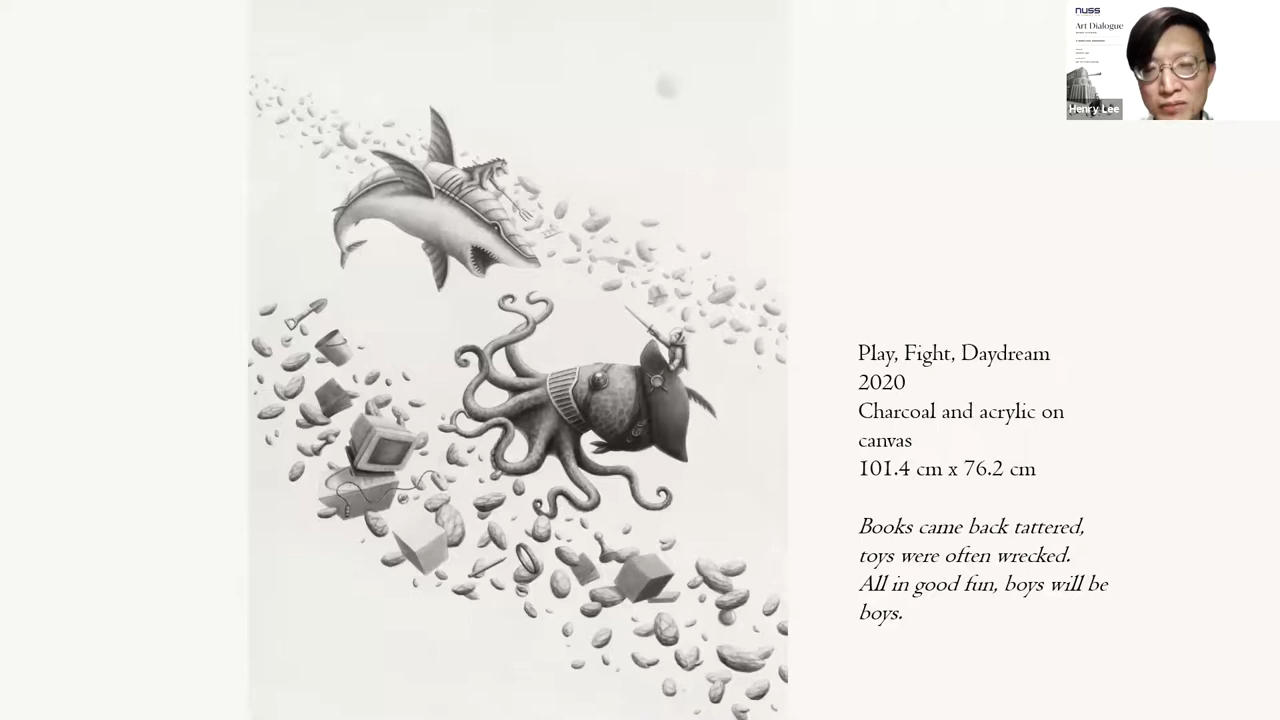 nuss
Art Dialogue
Henry Lee
Play, Fight, Daydream
2020
Charcoal and acrylic on
canvas
101.4 cm x 76.2 cm
Books came back tattered,
toys were often wrecked.
All in good fun, boys will be
boys.